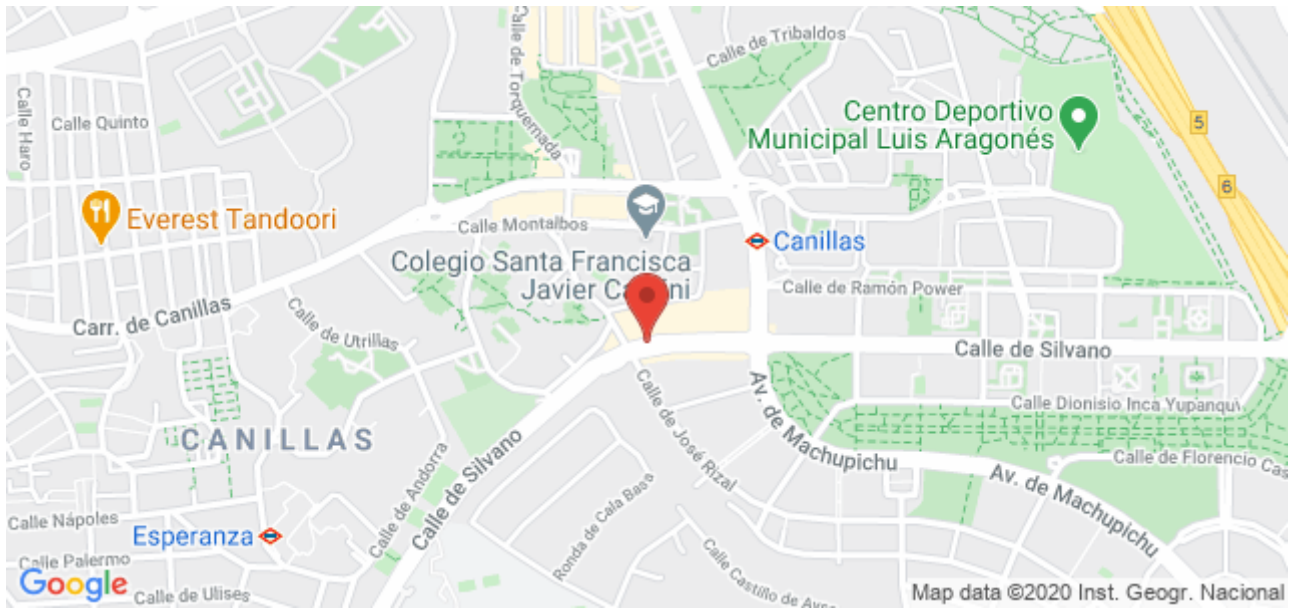 Calle de Tribaldos
Calle de Torquemada
Calle Haro
Calle Quinto
Centro Deportivo
Municipal Luis Aragonés
5
6
Everest Tandoori
Calle Montalbos
Canillas
Colegio Santa Francisca
Javier
Calle de Ramón Power
Carr. de Canillas
Calle de Utrillas
Calle de Silvano
Calle de José Rizal
Av. de Machupichu
Calle Dionisio Inca Yupanqui
CANILLAS
Calle de Andorra
Calle de Silvano
Ronda de Cala Bass
Av. de Machupichu
Calle de Florencio Cas
Calle Nápoles
Esperanza
Calle Palermo
Calle Castillo de
Google
Calle de Ulises
Map data ©2020 Inst. Geogr. Nacional